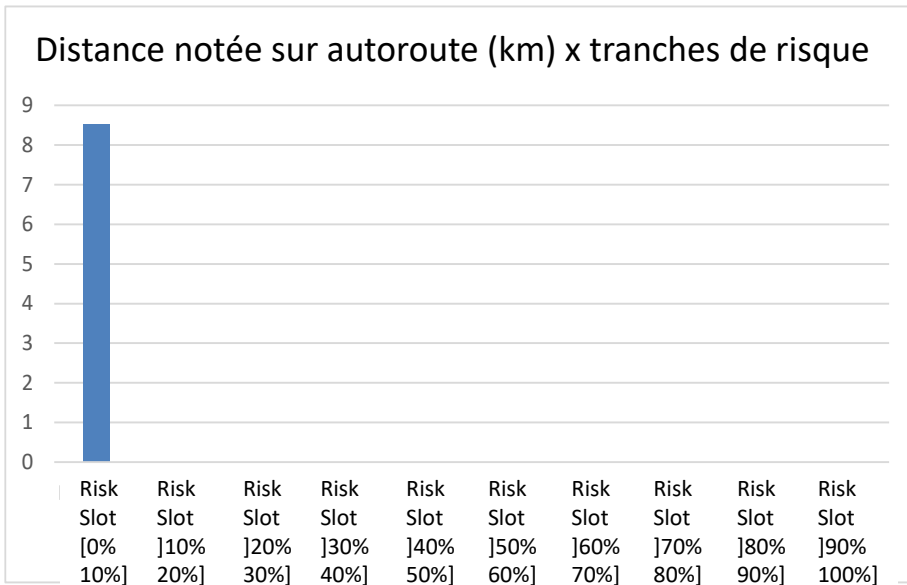 Distance notée sur autoroute (km) x tranches de risque
9
8
7
6
5
4
3
2
1
0
Risk Slot [0% 10%]
Risk Slot ]10% 20%]
Risk Slot ]20% 30%]
Risk Slot ]30% 40%]
Risk Slot ]40% 50%]
Risk Slot ]50% 60%]
Risk Slot ]60% 70%]
Risk Slot ]70% 80%]
Risk Slot ]80% 90%]
Risk Slot ]90% 100%]